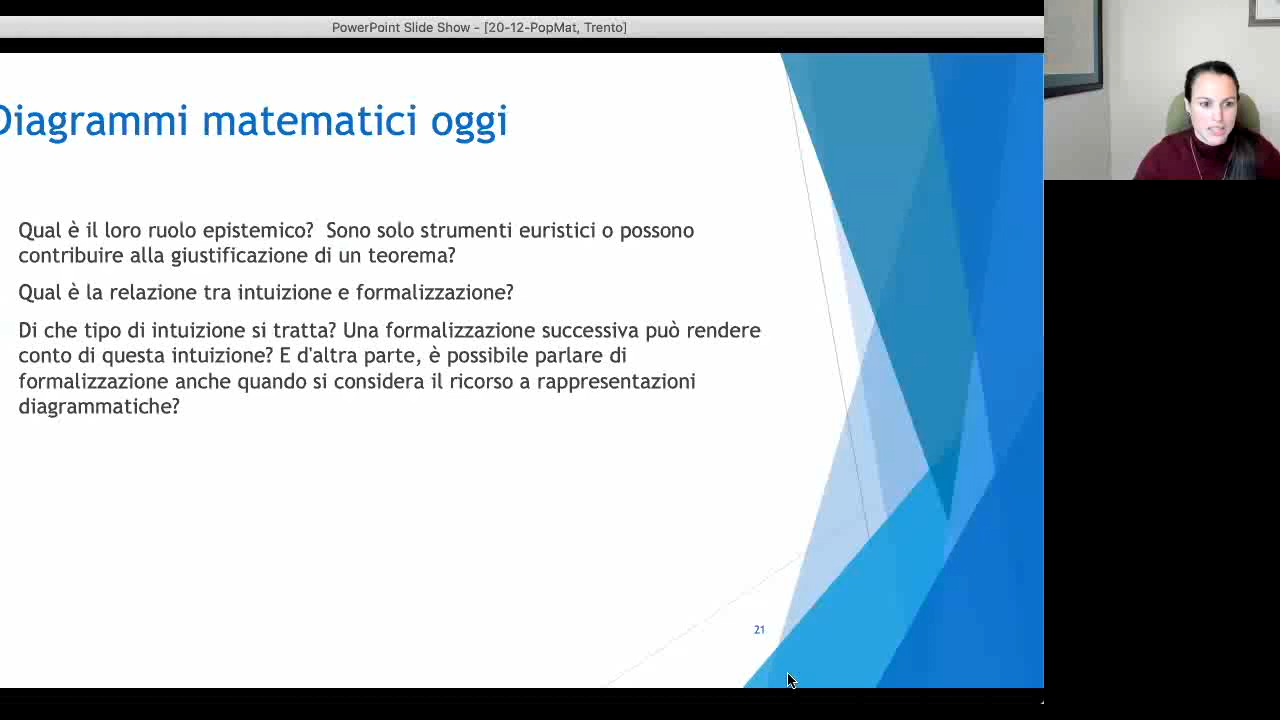 PowerPoint Slide Show - [20-12-PopMat, Trento]
Diagrammi matematici oggi
Qual è il loro ruolo epistemico?  Sono solo strumenti euristici o possono
contribuire alla giustificazione di un teorema?
Qual è la relazione tra intuizione e formalizzazione?
Di che tipo di intuizione si tratta? Una formalizzazione successiva può rendere
conto di questa intuizione? E d'altra parte, è possibile parlare di
formalizzazione anche quando si considera il ricorso a rappresentazioni
diagrammatiche?
21